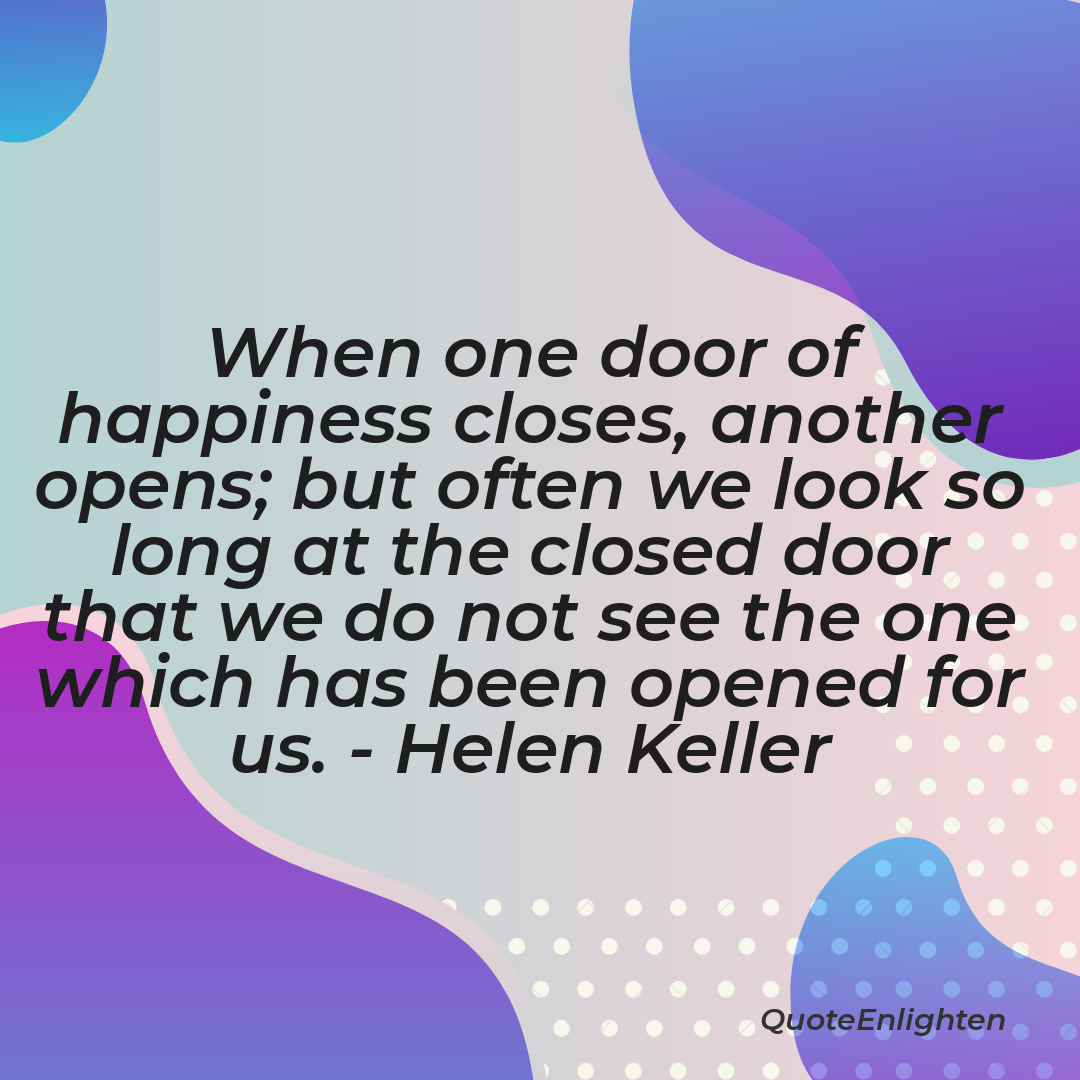 When one door of
happiness closes, another
opens; but often we look so
long at the closed door
that we do not see the one
which has been opened for
us. - Helen Keller
QuoteEnlighten